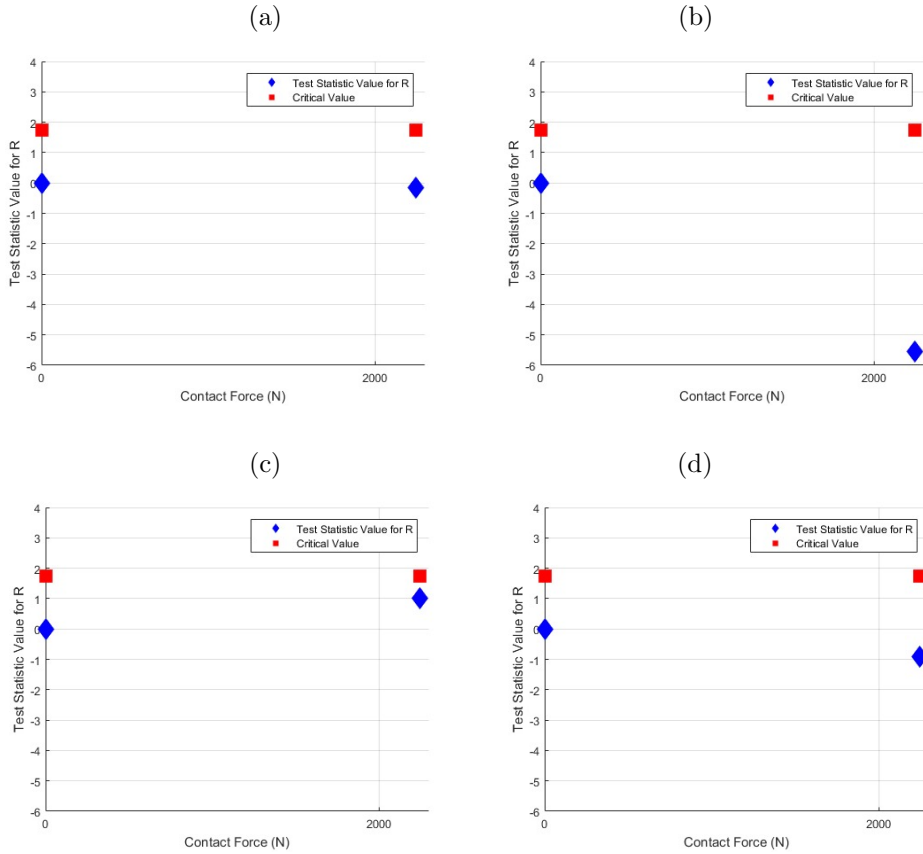 (a)
4
3
2
1
0
-1
-2
-3
-4
-5
-6
Test Statistic Value for R
Test Statistic Value for R
Critical Value
0
2000
Contact Force (N)
(b)
4
3
2
1
0
-1
-2
-3
-4
-5
-6
Test Statistic Value for R
Test Statistic Value for R
Critical Value
0
2000
Contact Force (N)
(c)
4
3
2
1
0
-1
-2
-3
-4
-5
-6
Test Statistic Value for R
Test Statistic Value for R
Critical Value
0
2000
Contact Force (N)
(d)
4
3
2
1
0
-1
-2
-3
-4
-5
-6
Test Statistic Value for R
Test Statistic Value for R
Critical Value
0
2000
Contact Force (N)